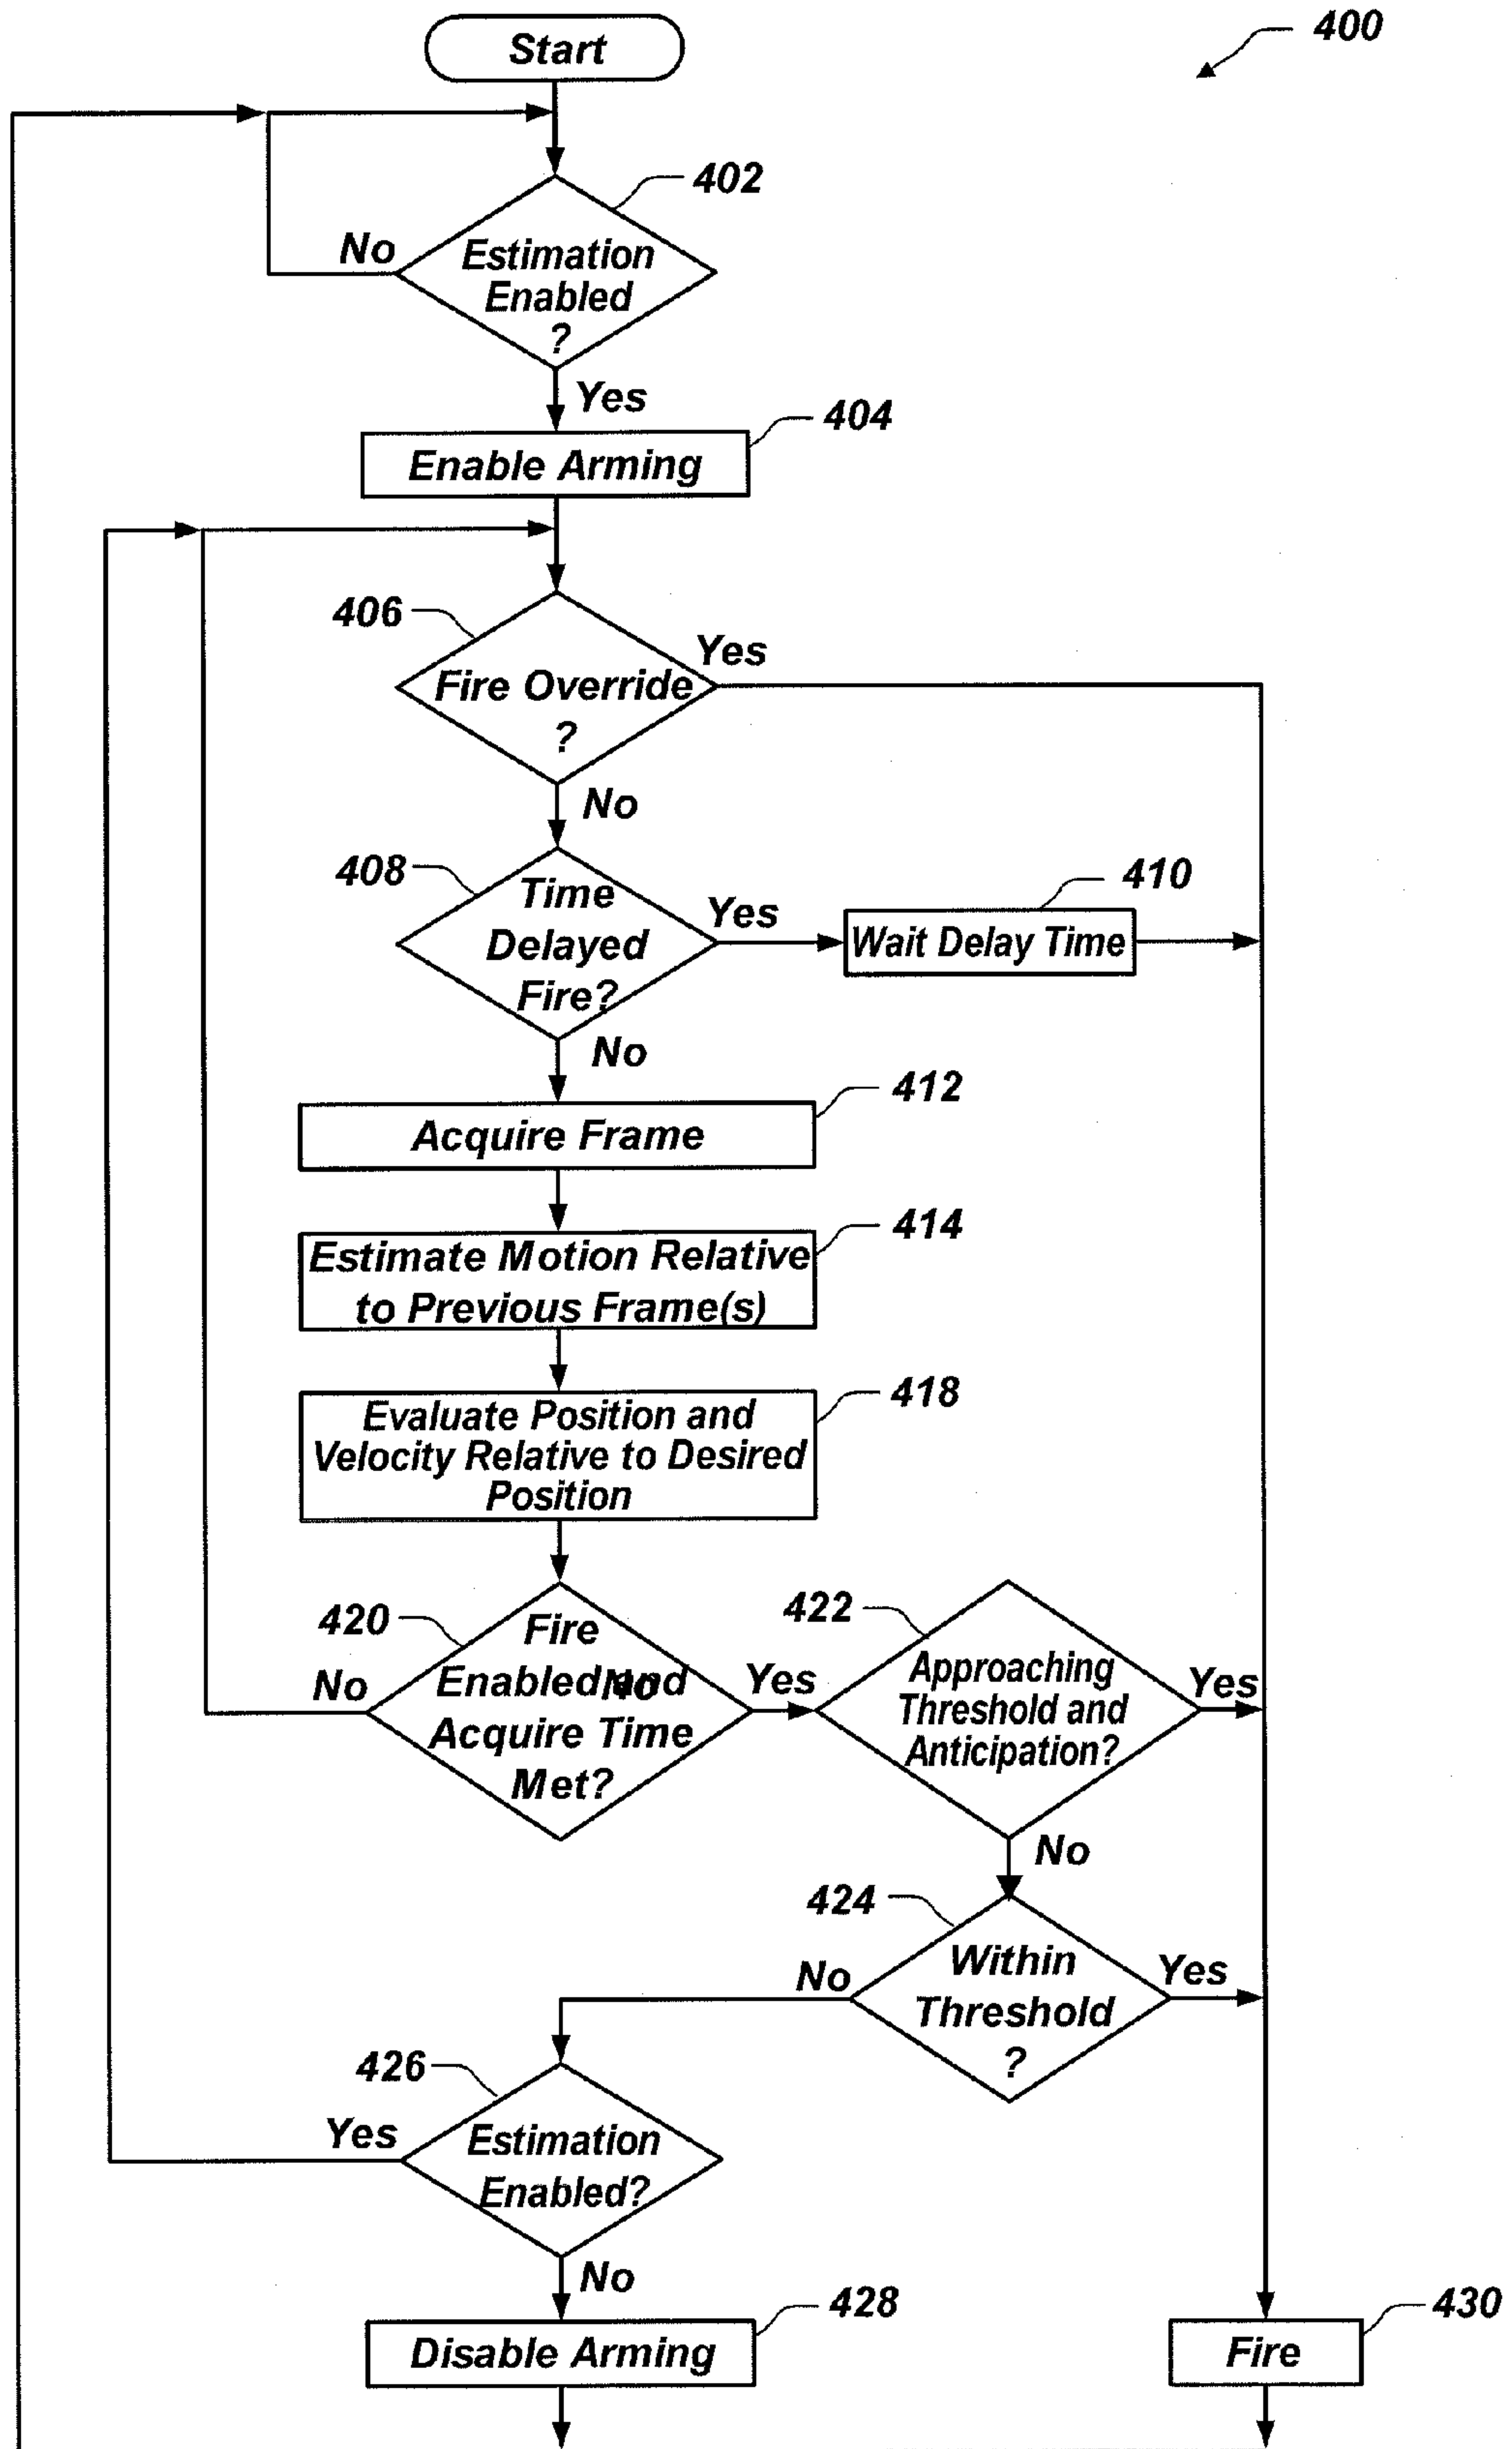 Start
400
402
No
Estimation
Enabled
?
Yes
404
Enable Arming
406
Yes
Fire Override
?
No
408
Time
Delayed
Fire?
Yes
410
Wait Delay Time
No
412
Acquire Frame
414
Estimate Motion Relative
to Previous Frame(s)
418
Evaluate Position and
Velocity Relative to Desired
Position
420
No
Fire
Enabled and
No
Acquire Time
Met?
Yes
422
Approaching
Threshold and
Anticipation?
Yes
No
424
No
Within
Threshold
?
Yes
426
Yes
Estimation
Enabled?
No
428
Disable Arming
430
Fire